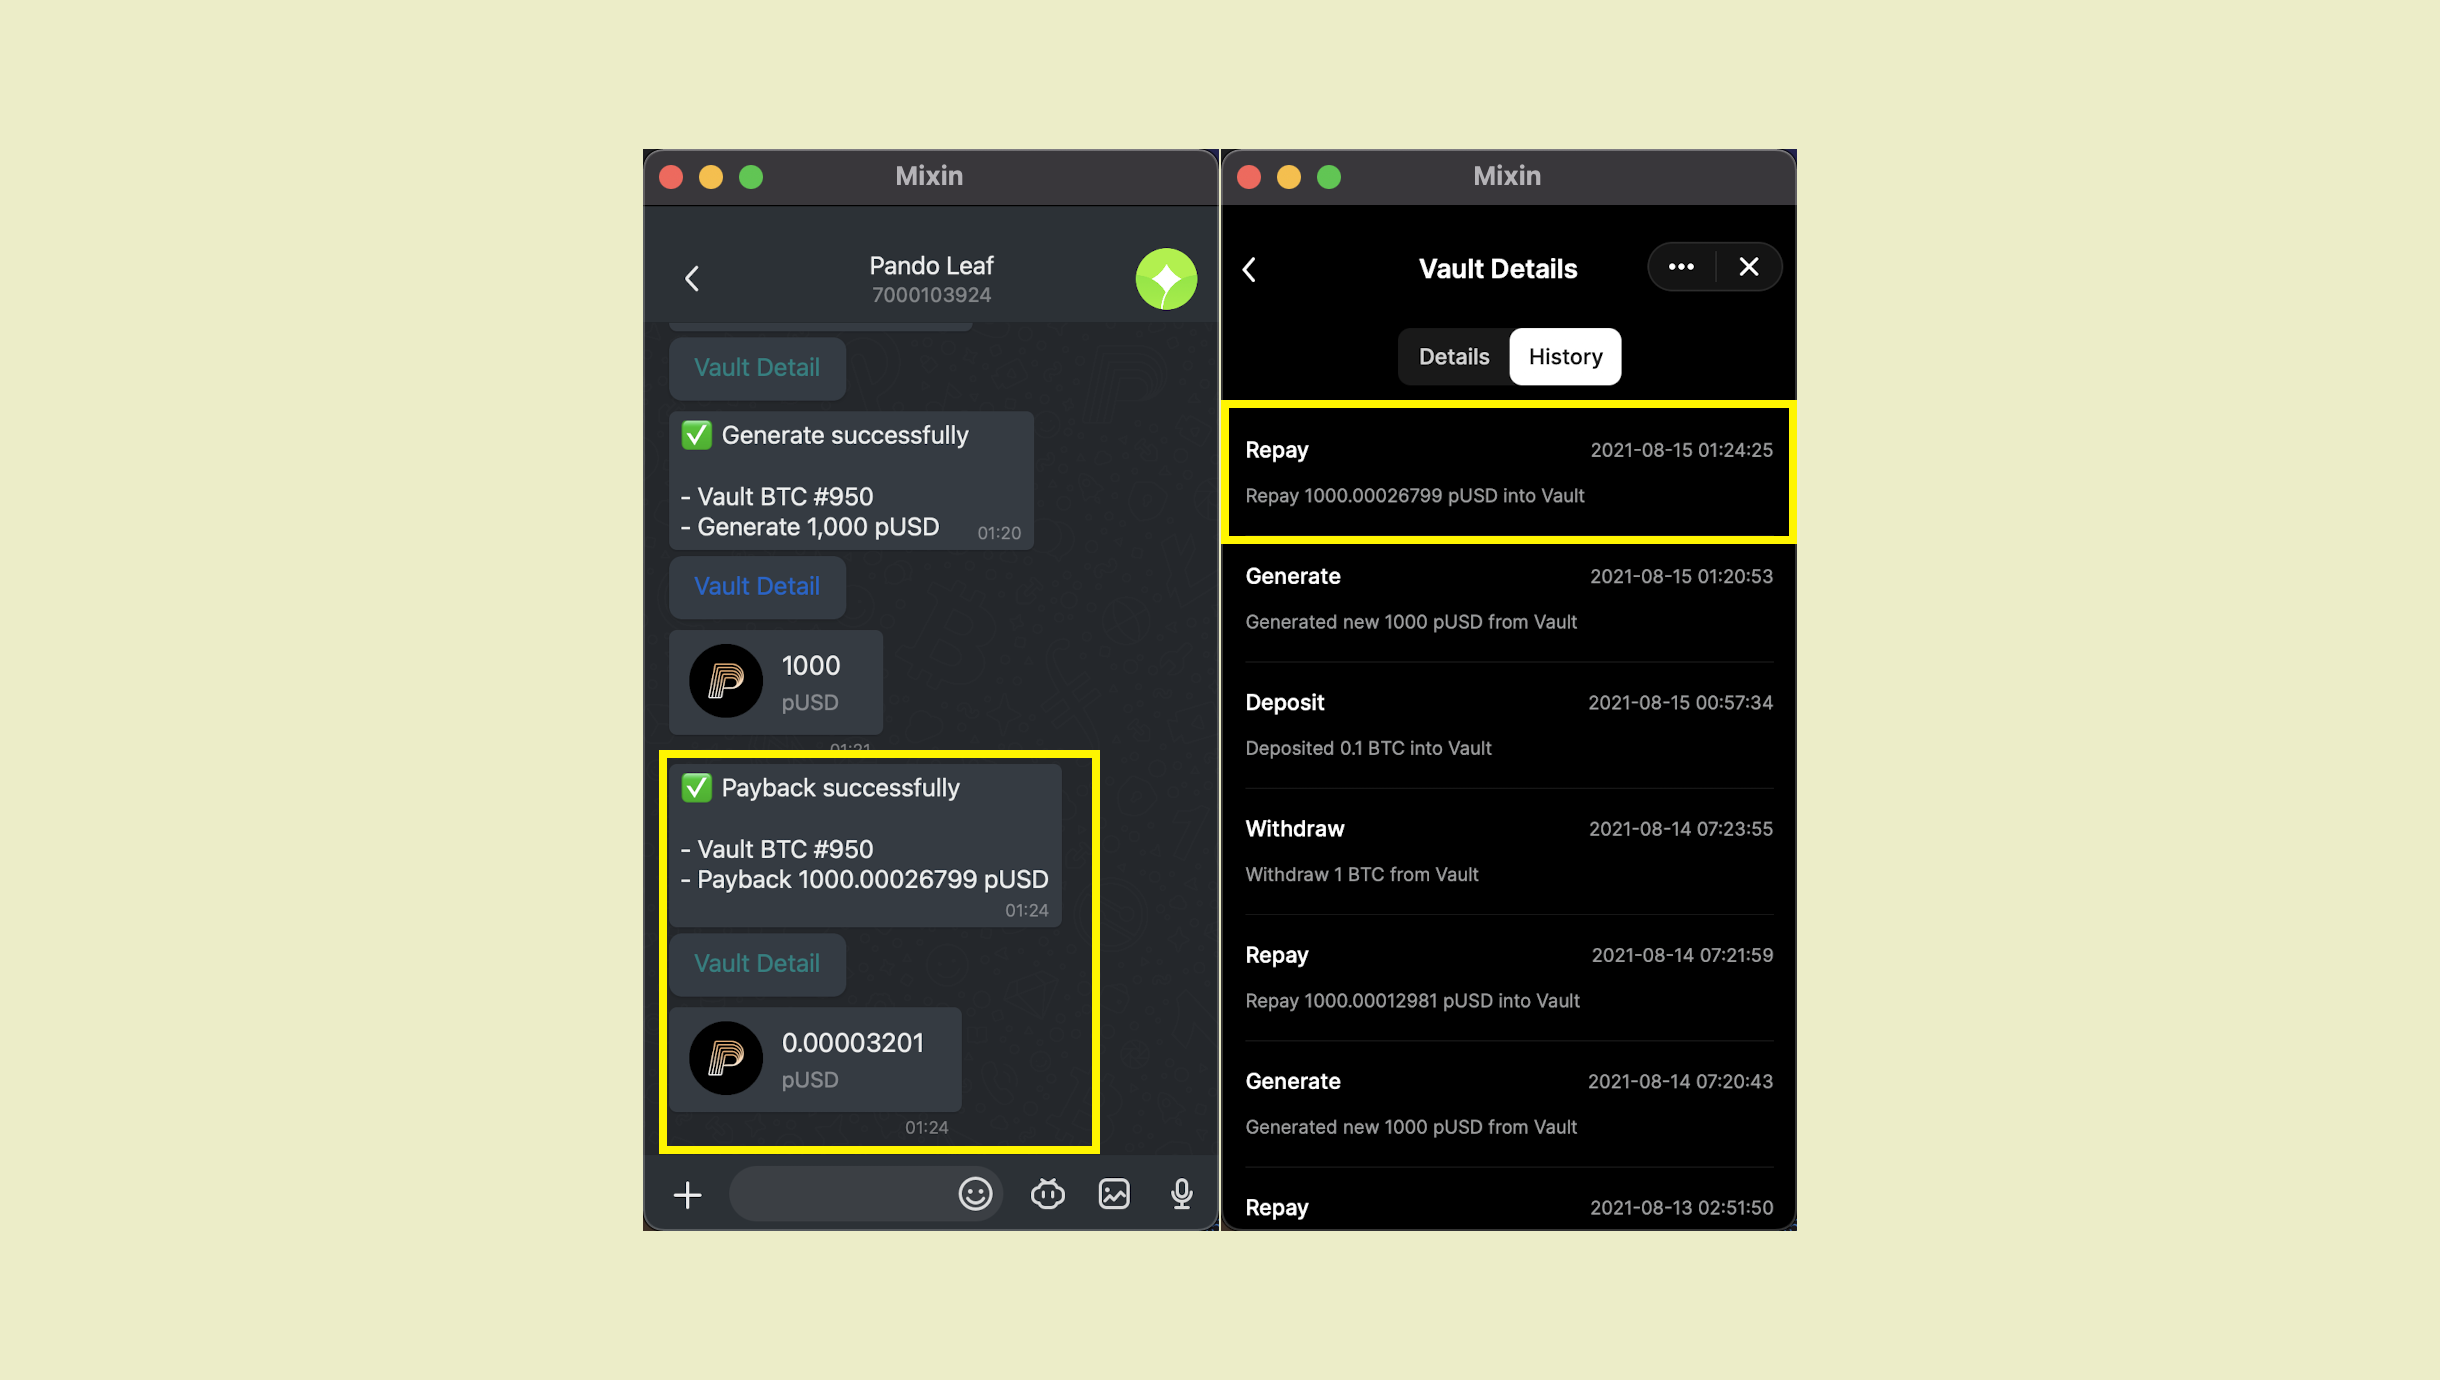 Mixin
Pando Leaf
7000103924
Vault Detail
✅ Generate successfully
- Vault BTC #950
- Generate 1,000 pUSD
01:20
Vault Detail
1000
pUSD
01:21
✅ Payback successfully
- Vault BTC #950
- Payback 1000.00026799 pUSD
01:24
Vault Detail
0.00003201
pUSD
01:24
Mixin
Vault Details
Details History
Repay 2021-08-15 01:24:25
Repay 1000.00026799 pUSD into Vault
Generate 2021-08-15 01:20:53
Generated new 1000 pUSD from Vault
Deposit 2021-08-15 00:57:34
Deposited 0.1 BTC into Vault
Withdraw 2021-08-14 07:23:55
Withdraw 1 BTC from Vault
Repay 2021-08-14 07:21:59
Repay 1000.00012981 pUSD into Vault
Generate 2021-08-14 07:20:43
Generated new 1000 pUSD from Vault
Repay 2021-08-13 02:51:50